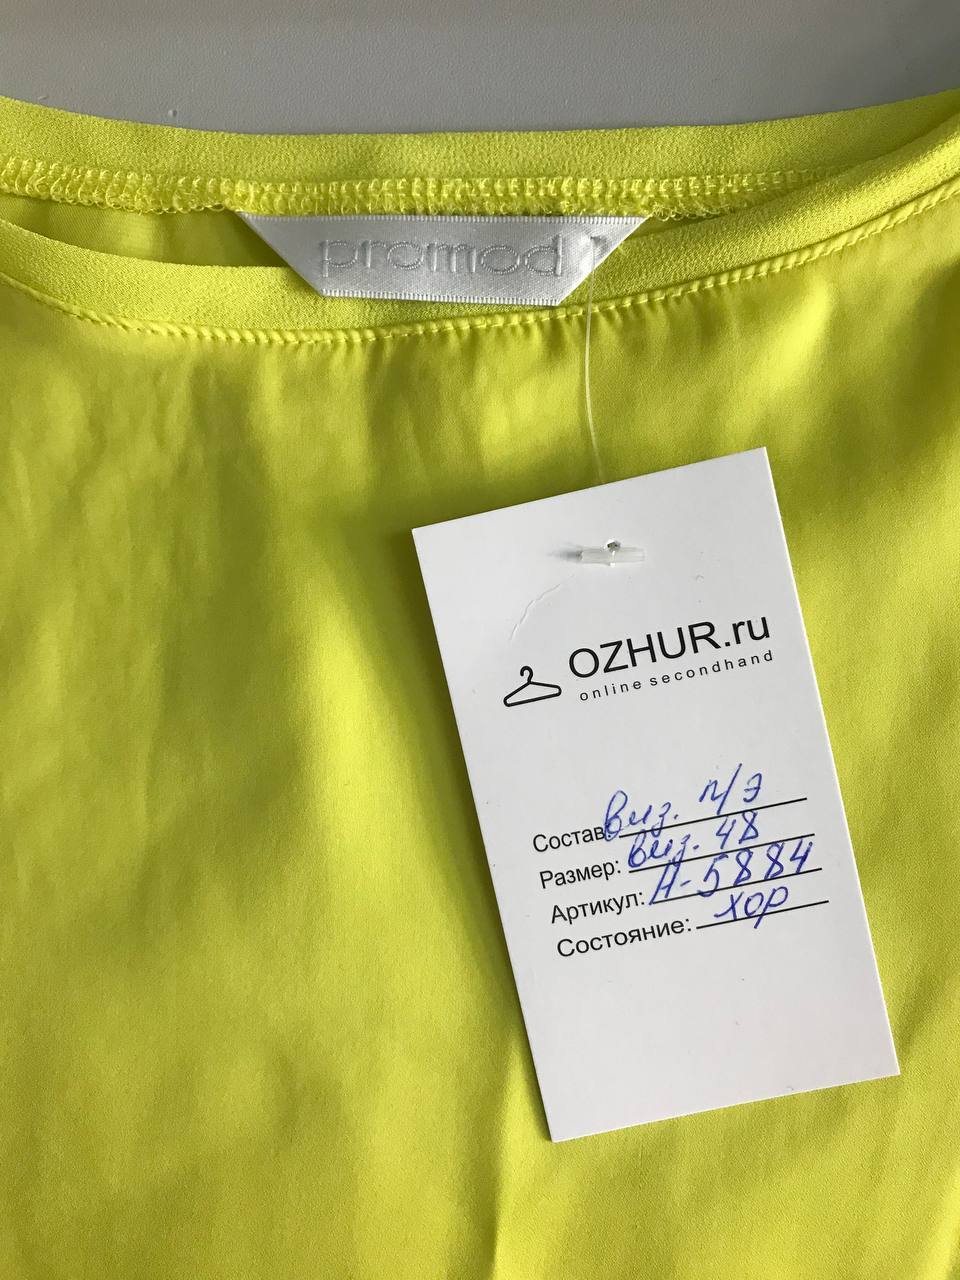 promod
OZHUR.ru
online secondhand
Состав: виз. п/э
Размер: виз. 48
Артикул: Н-5884
Состояние: хор